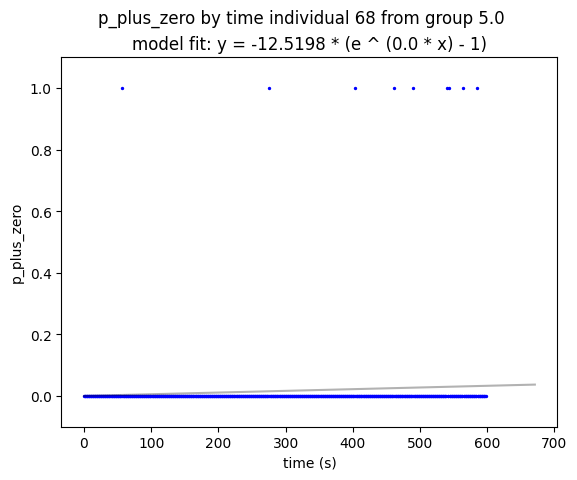 p_plus_zero by time individual 68 from group 5.0
model fit: y = -12.5198 * (e ^ (0.0 * x) - 1)
1.0
0.8
0.6
0.4
0.2
0.0
p_plus_zero
0 100 200 300 400 500 600 700
time (s)